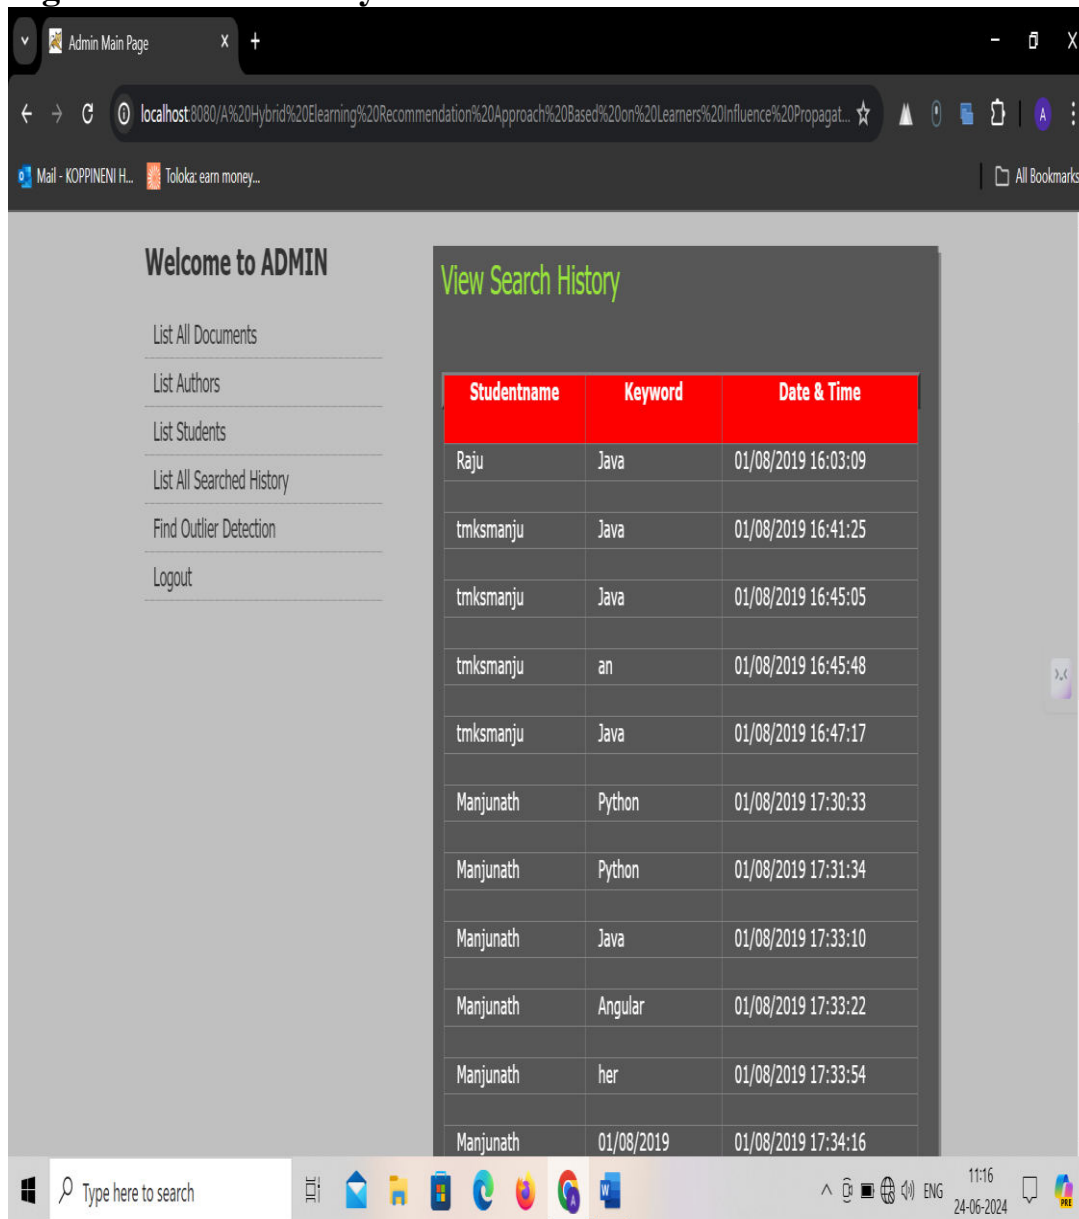 Admin Main Page
localhost:8080/A%20Hybrid%20Elearning%20Recommendation%20Approach%20Based%20on%20Learners%20Influence%20Propagat...
A
Mail - KOPPINENI H... Toloka: earn money... All Bookmarks
Welcome to ADMIN
List All Documents
List Authors
List Students
List All Searched History
Find Outlier Detection
Logout
View Search History
Studentname Keyword Date & Time
Raju Java 01/08/2019 16:03:09
tmksmanju Java 01/08/2019 16:41:25
tmksmanju Java 01/08/2019 16:45:05
tmksmanju an 01/08/2019 16:45:48
tmksmanju Java 01/08/2019 16:47:17
Manjunath Python 01/08/2019 17:30:33
Manjunath Python 01/08/2019 17:31:34
Manjunath Java 01/08/2019 17:33:10
Manjunath Angular 01/08/2019 17:33:22
Manjunath her 01/08/2019 17:33:54
Manjunath 01/08/2019 01/08/2019 17:34:16
Type here to search
ENG
11:16
24-06-2024
PRE